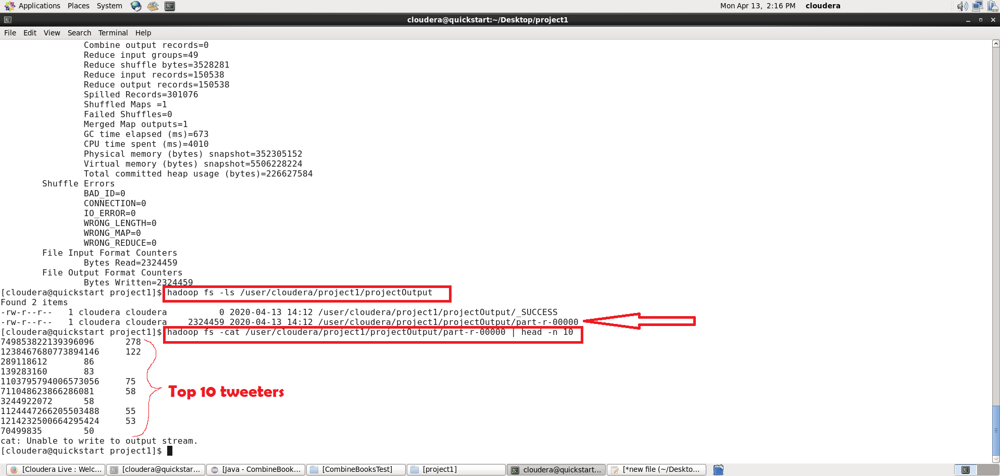 Applications Places System Mon Apr 13, 2:16 PM cloudera
cloudera@quickstart:~/Desktop/project1
File Edit View Search Terminal Help
Combine output records=0
Reduce input groups=49
Reduce shuffle bytes=3528281
Reduce input records=150538
Reduce output records=150538
Spilled Records=301076
Shuffled Maps =1
Failed Shuffles=0
Merged Map outputs=1
GC time elapsed (ms)=673
CPU time spent (ms)=4010
Physical memory (bytes) snapshot=352305152
Virtual memory (bytes) snapshot=5506228224
Total committed heap usage (bytes)=226627584
Shuffle Errors
BAD_ID=0
CONNECTION=0
IO_ERROR=0
WRONG_LENGTH=0
WRONG_MAP=0
WRONG_REDUCE=0
File Input Format Counters
Bytes Read=2324459
File Output Format Counters
Bytes Written=2324459
[cloudera@quickstart project1]$ hadoop fs -ls /user/cloudera/project1/projectOutput
Found 2 items
-rw-r--r-- 1 cloudera cloudera 0 2020-04-13 14:12 /user/cloudera/project1/projectOutput/_SUCCESS
-rw-r--r-- 1 cloudera cloudera 2324459 2020-04-13 14:12 /user/cloudera/project1/projectOutput/part-r-00000
[cloudera@quickstart project1]$ hadoop fs -cat /user/cloudera/project1/projectOutput/part-r-00000 | head -n 10
749853822139396096 278
1238467680773894146 122
289118612 86
139283160 83
1103795794006573056 75
711048623866286081 58
3244922072 58
1124447266205503488 55
1214232500664295424 53
70499835 50
Top 10 tweeters
cat: Unable to write to output stream.
[cloudera@quickstart project1]$
[Cloudera Live : Welc... [cloudera@quickstar... [Java - CombineBook... [CombineBooksTest] [project1] cloudera@quickstart... [*new file (~/Deskto...